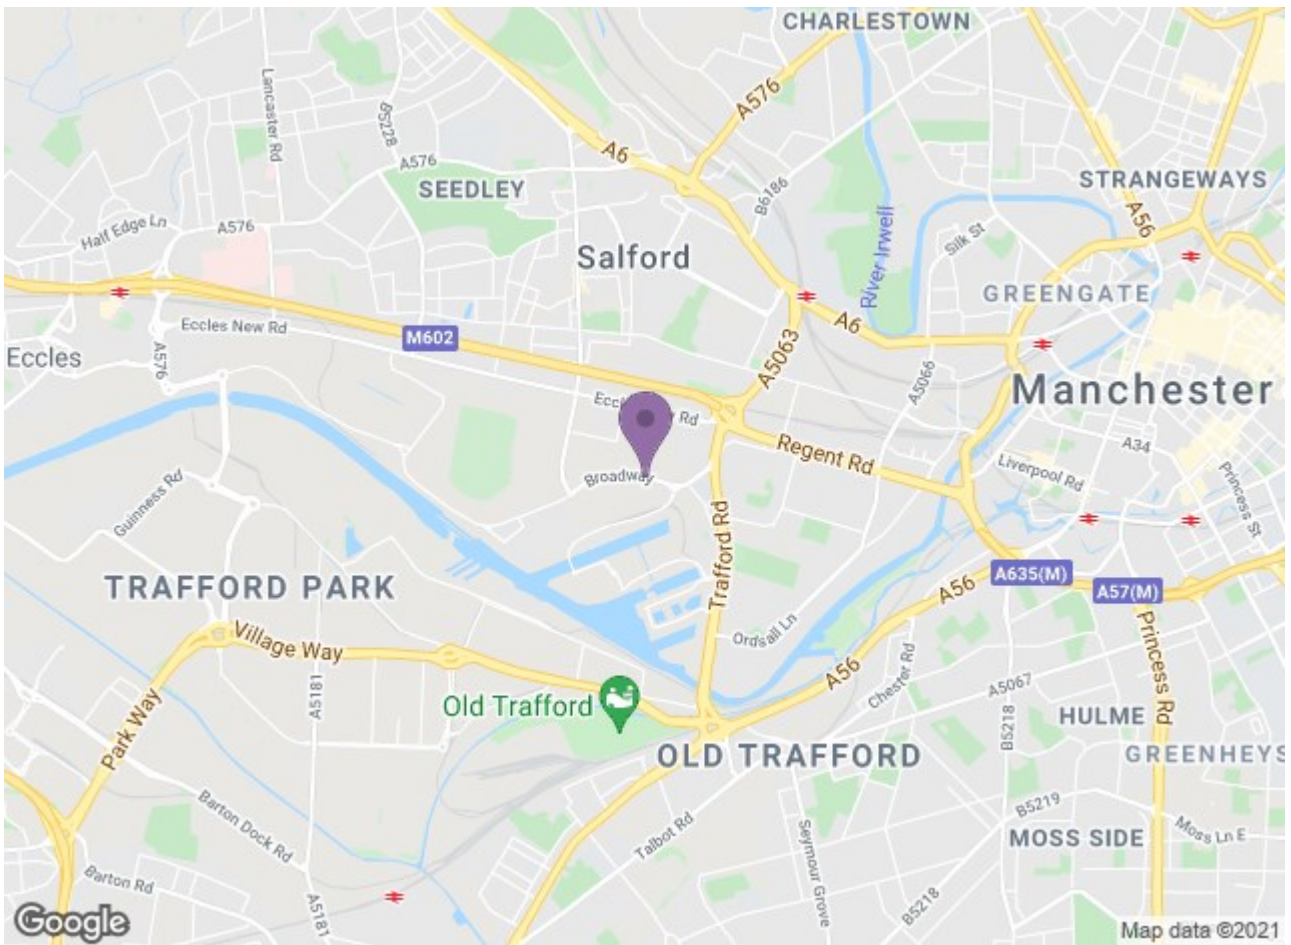 CHARLESTOWN
Lancaster Rd
B5228
A576
A6
A576
SEEDLEY
B6186
STRANGEWAYS
A56
Half Edge Ln
A576
Salford
River Irwell
Silk St
GREENGATE
Eccles New Rd
M602
A6
Eccles
A576
A5063
A5066
Manchester
Rd
Regent Rd
A34
Liverpool Rd
Princess St
Guinness Rd
Broadway
Trafford Rd
TRAFFORD PARK
A635(M)
A57(M)
A56
Village Way
Ordsall Ln
Princess Rd
A56
Chester Rd
A5067
Park Way
A5181
Old Trafford
B5218
HULME
OLD TRAFFORD
GREENHEYS
Barton Dock Rd
Talbot Rd
Seymour Grove
B5219
MOSS SIDE
Moss Ln E
Barton Rd
A5181
B5218
Google
Map data ©2021